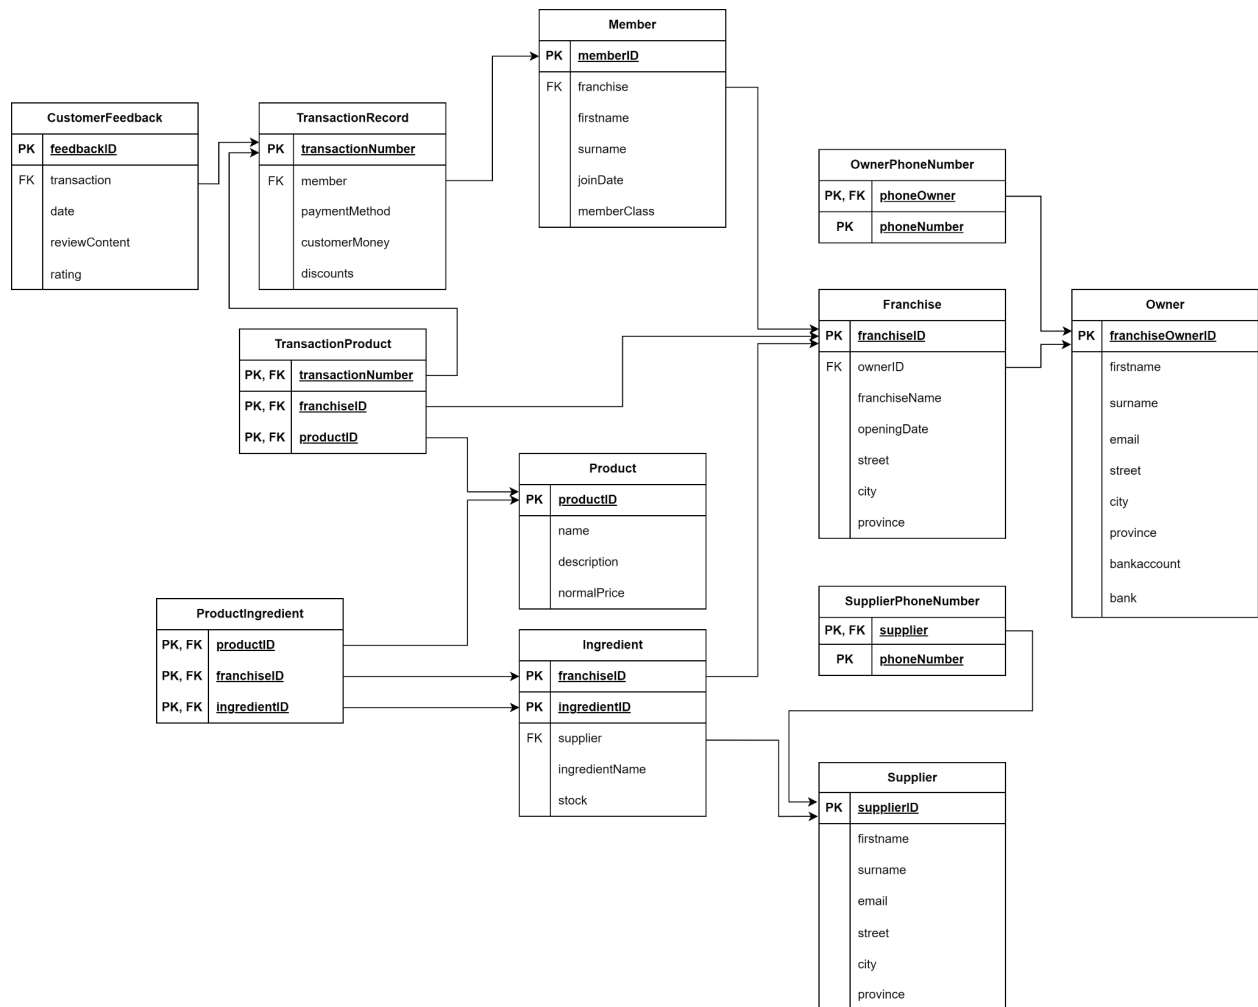 Member
PK memberID
FK franchise
firstname
surname
joinDate
memberClass
CustomerFeedback
PK feedbackID
FK transaction
date
reviewContent
rating
TransactionRecord
PK transactionNumber
FK member
paymentMethod
customerMoney
discounts
OwnerPhoneNumber
PK, FK phoneOwner
PK phoneNumber
Franchise
PK franchiseID
FK ownerID
franchiseName
openingDate
street
city
province
Owner
PK franchiseOwnerID
firstname
surname
email
street
city
province
bankaccount
bank
TransactionProduct
PK, FK transactionNumber
PK, FK franchiseID
PK, FK productID
Product
PK productID
name
description
normalPrice
ProductIngredient
PK, FK productID
PK, FK franchiseID
PK, FK ingredientID
Ingredient
PK franchiseID
PK ingredientID
FK supplier
ingredientName
stock
SupplierPhoneNumber
PK, FK supplier
PK phoneNumber
Supplier
PK supplierID
firstname
surname
email
street
city
province